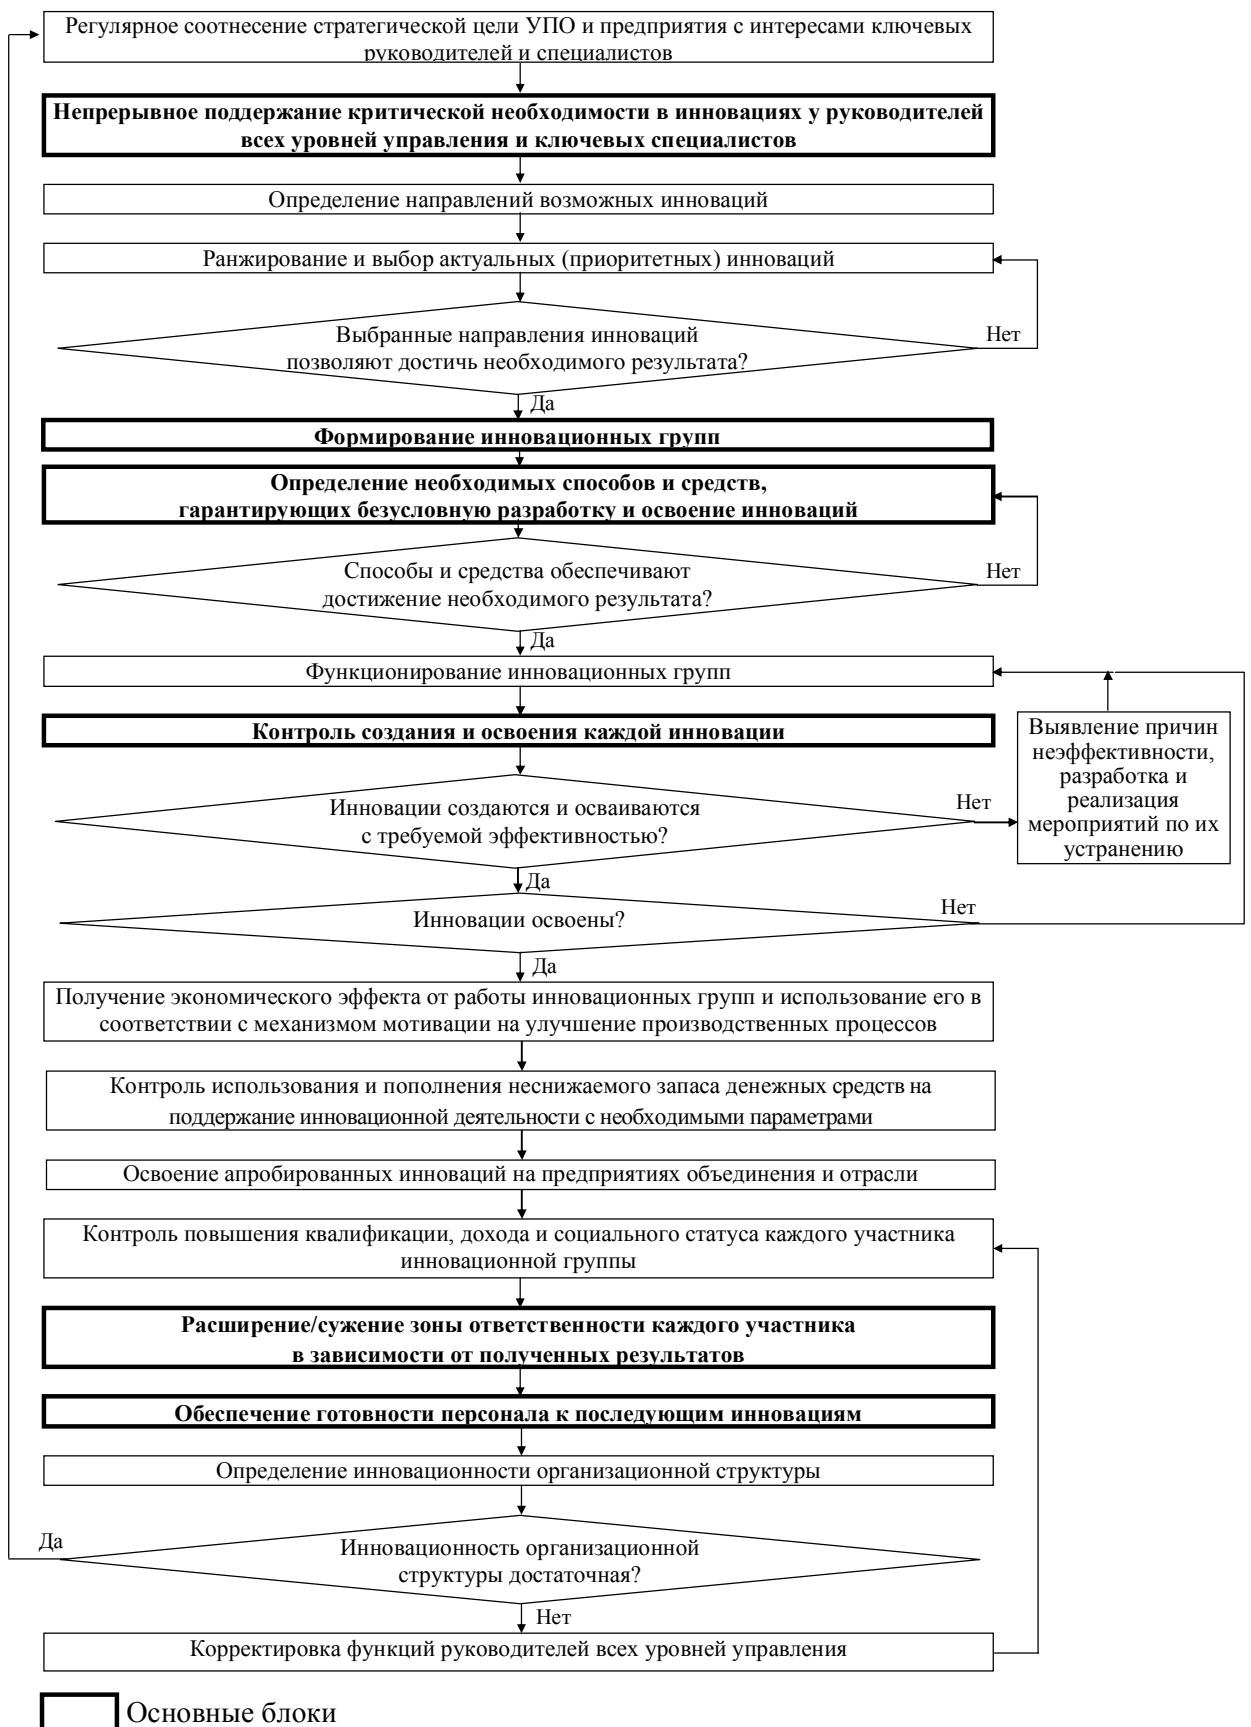 Регулярное соотнесение стратегической цели УПО и предприятия с интересами ключевых
руководителей и специалистов
Непрерывное поддержание критической необходимости в инновациях у руководителей
всех уровней управления и ключевых специалистов
Определение направлений возможных инноваций
Ранжирование и выбор актуальных (приоритетных) инноваций
Выбранные направления инноваций
позволяют достичь необходимого результата?
Нет
Да
Формирование инновационных групп
Определение необходимых способов и средств,
гарантирующих безусловную разработку и освоение инноваций
Способы и средства обеспечивают
достижение необходимого результата?
Нет
Да
Функционирование инновационных групп
Контроль создания и освоения каждой инновации
Выявление причин
неэффективности,
разработка и
реализация
мероприятий по их
устранению
Инновации создаются и осваиваются
с требуемой эффективностью?
Нет
Да
Инновации освоены?
Нет
Да
Получение экономического эффекта от работы инновационных групп и использование его в
соответствии с механизмом мотивации на улучшение производственных процессов
Контроль использования и пополнения неснижаемого запаса денежных средств на
поддержание инновационной деятельности с необходимыми параметрами
Освоение апробированных инноваций на предприятиях объединения и отрасли
Контроль повышения квалификации, дохода и социального статуса каждого участника
инновационной группы
Расширение/сужение зоны ответственности каждого участника
в зависимости от полученных результатов
Обеспечение готовности персонала к последующим инновациям
Определение инновационности организационной структуры
Да
Инновационность организационной
структуры достаточная?
Нет
Корректировка функций руководителей всех уровней управления
Основные блоки